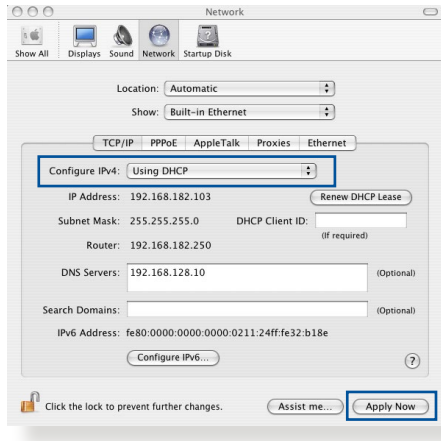 Network
Show All Displays Sound Network Startup Disk
Location: Automatic
Show: Built-in Ethernet
TCP/IP PPPoE AppleTalk Proxies Ethernet
Configure IPv4: Using DHCP
IP Address: 192.168.182.103 Renew DHCP Lease
Subnet Mask: 255.255.255.0 DHCP Client ID:
(If required)
Router: 192.168.182.250
DNS Servers: 192.168.128.10 (Optional)
Search Domains: (Optional)
IPv6 Address: fe80:0000:0000:0000:0211:24ff:fe32:b18e
Configure IPv6... ?
Click the lock to prevent further changes. Assist me... Apply Now